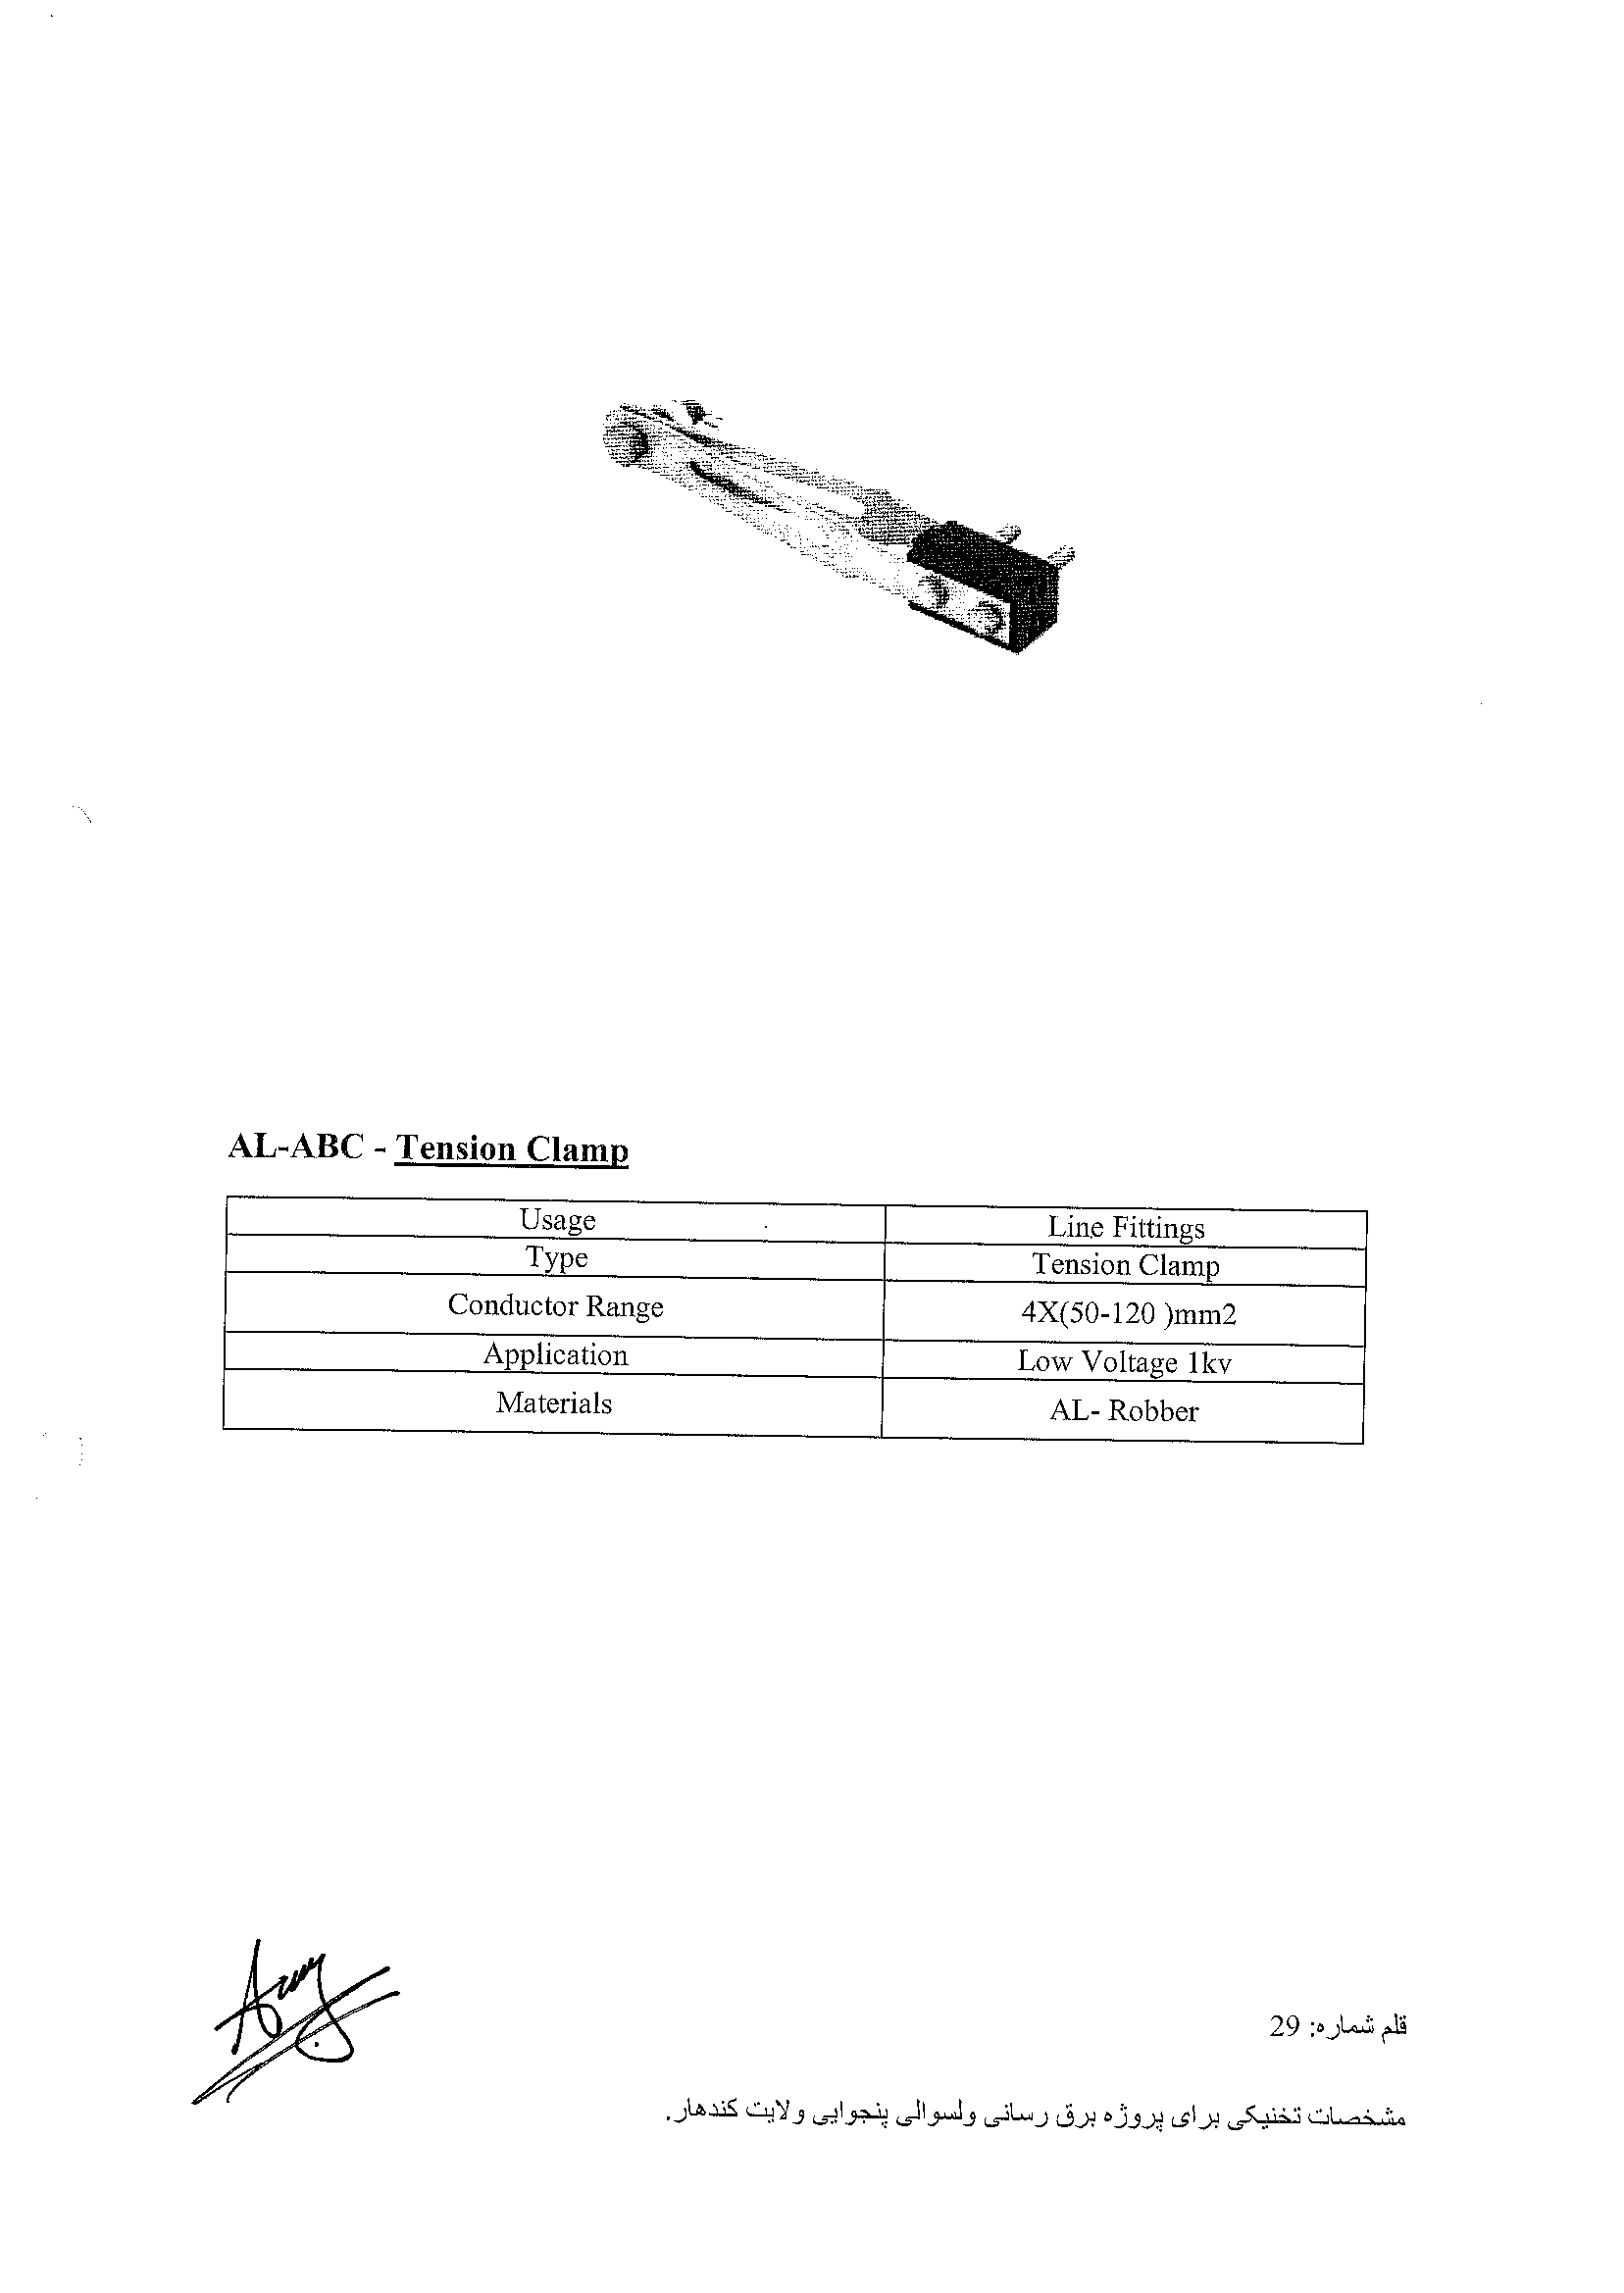 AL-ABC - Tension Clamp
Usage Line Fittings
Type Tension Clamp
Conductor Range 4X(50-120 )mm2
Application Low Voltage 1kv
Materials AL- Robber
قلم شماره: 29
مشخصات تخنیکی برای پروژه برق رسانی ولسوالی پنجوایی ولایت کندهار.